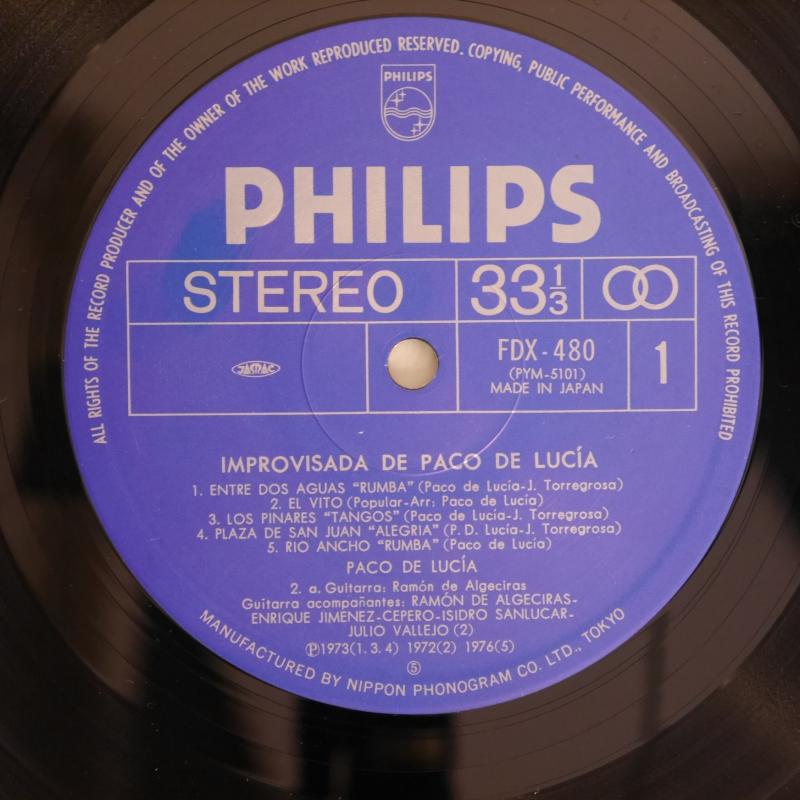 ALL RIGHTS OF THE RECORD PRODUCER AND OF THE OWNER OF THE WORK REPRODUCED RESERVED. COPYING, PUBLIC PERFORMANCE AND BROADCASTING OF THIS RECORD PROHIBITED
PHILIPS
PHILIPS
STEREO 33 1/3
JASRAC
FDX-480
(PYM-5101)
MADE IN JAPAN
1
IMPROVISADA DE PACO DE LUCÍA
1. ENTRE DOS AGUAS "RUMBA" (Paco de Lucía-J. Torregrosa)
2. EL VITO (Popular-Arr: Paco de Lucía)
3. LOS PINARES "TANGOS" (Paco de Lucía-J. Torregrosa)
4. PLAZA DE SAN JUAN "ALEGRIA" (P. D. Lucía-J. Torregrosa)
5. RIO ANCHO "RUMBA" (Paco de Lucía)
PACO DE LUCÍA
2. a. Guitarra: Ramón de Algeciras
Guitarra acompañantes: RAMÓN DE ALGECIRAS-
ENRIQUE JIMENEZ-CEPERO-ISIDRO SANLUCAR-
JULIO VALLEJO (2)
Ⓟ1973(1. 3. 4) 1972(2) 1976(5)
⑤
MANUFACTURED BY NIPPON PHONOGRAM CO. LTD., TOKYO